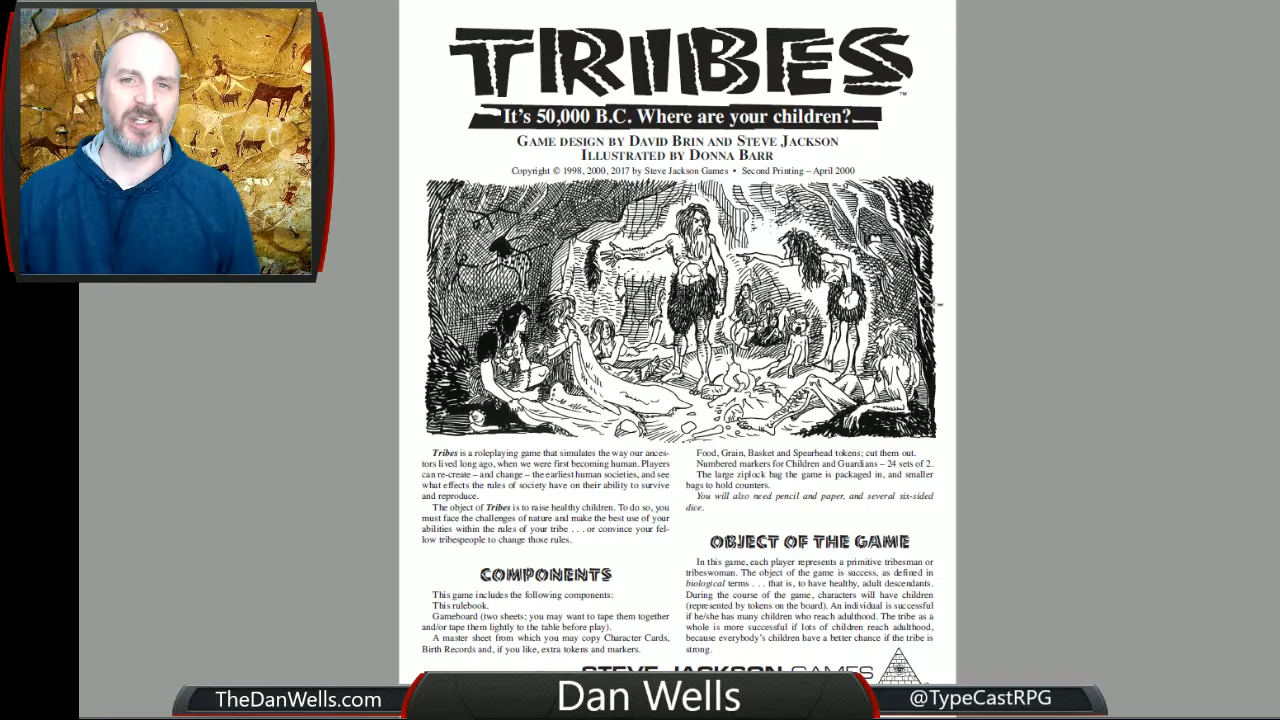 TRIBES™
It's 50,000 B.C. Where are your children?
GAME DESIGN BY DAVID BRIN AND STEVE JACKSON
ILLUSTRATED BY DONNA BARR
Copyright © 1998, 2000, 2017 by Steve Jackson Games • Second Printing – April 2000
Tribes is a roleplaying game that simulates the way our ances-
tors lived long ago, when we were first becoming human. Players
can re-create – and change – the earliest human societies, and see
what effects the rules of society have on their ability to survive
and reproduce.
The object of Tribes is to raise healthy children. To do so, you
must face the challenges of nature and make the best use of your
abilities within the rules of your tribe . . . or convince your fel-
low tribespeople to change those rules.
COMPONENTS
This game includes the following components:
This rulebook.
Gameboard (two sheets; you may want to tape them together
and/or tape them lightly to the table before play).
A master sheet from which you may copy Character Cards,
Birth Records and, if you like, extra tokens and markers.
Food, Grain, Basket and Spearhead tokens; cut them out.
Numbered markers for Children and Guardians – 24 sets of 2.
The large ziplock bag the game is packaged in, and smaller
bags to hold counters.
You will also need pencil and paper, and several six-sided
dice.
OBJECT OF THE GAME
In this game, each player represents a primitive tribesman or
tribeswoman. The object of the game is success, as defined in
biological terms . . . that is, to have healthy, adult descendants.
During the course of the game, characters will have children
(represented by tokens on the board). An individual is successful
if he/she has many children who reach adulthood. The tribe as a
whole is more successful if lots of children reach adulthood,
because everybody's children have a better chance if the tribe is
strong.
STEVE JACKSON GAMES
TheDanWells.com
Dan Wells
@TypeCastRPG